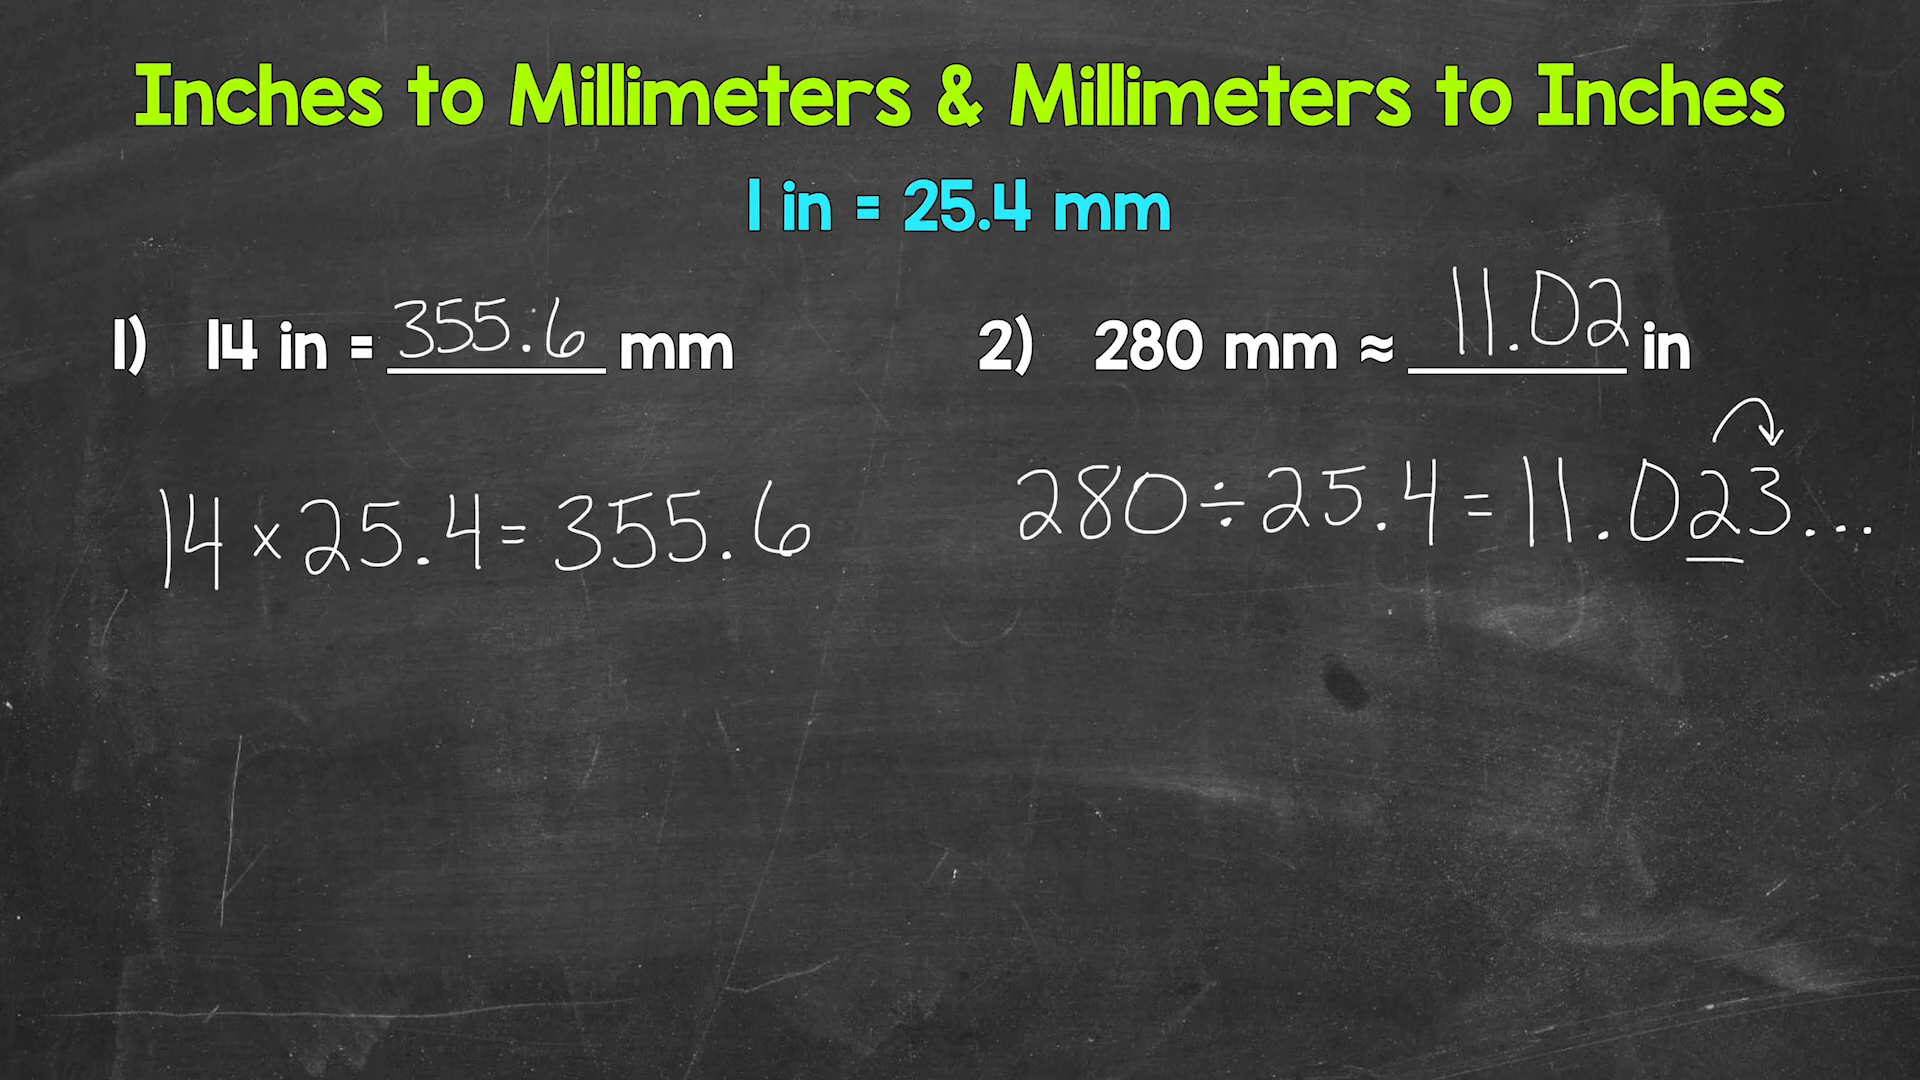 Inches to Millimeters & Millimeters to Inches
1 in = 25.4 mm
1) 14 in = 355.6 mm
14 × 25.4 = 355.6
2) 280 mm ≈ 11.02 in
280 ÷ 25.4 = 11.023...